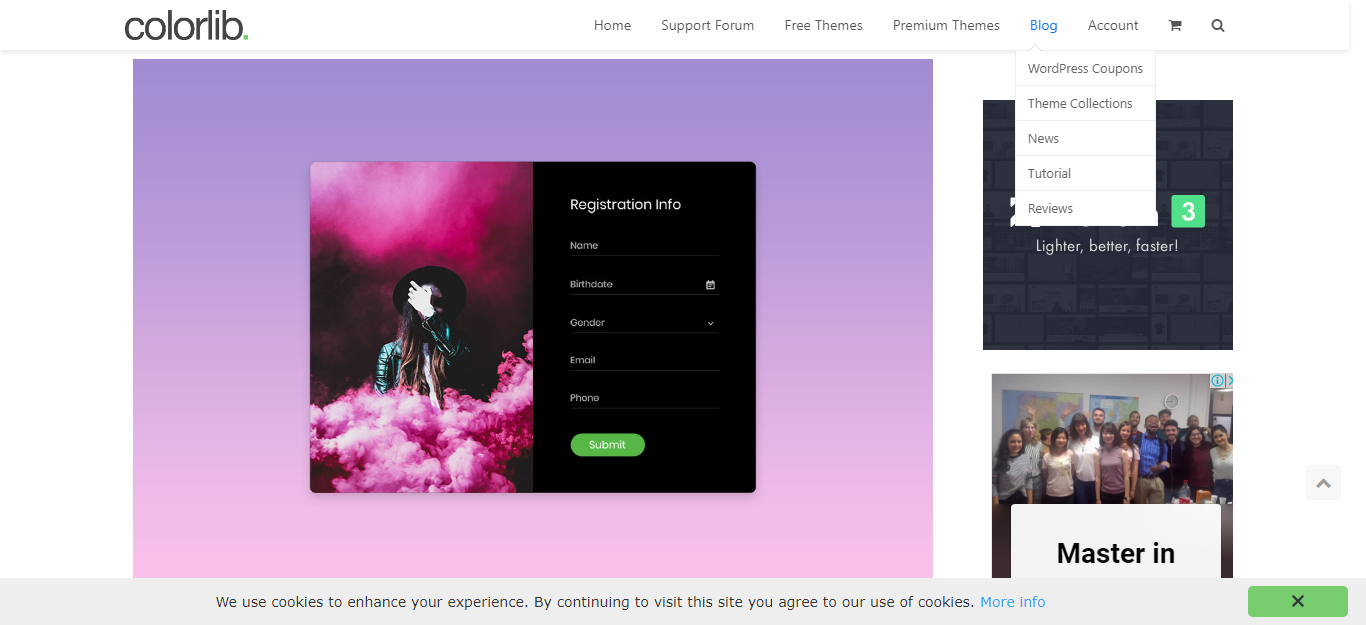 colorlib.
Home
Support Forum
Free Themes
Premium Themes
Blog
Account
WordPress Coupons
Theme Collections
News
Tutorial
Reviews
3
Lighter, better, faster!
Registration Info
Name
Birthdate
Gender
Email
Phone
Submit
Master in
We use cookies to enhance your experience. By continuing to visit this site you agree to our use of cookies. More info